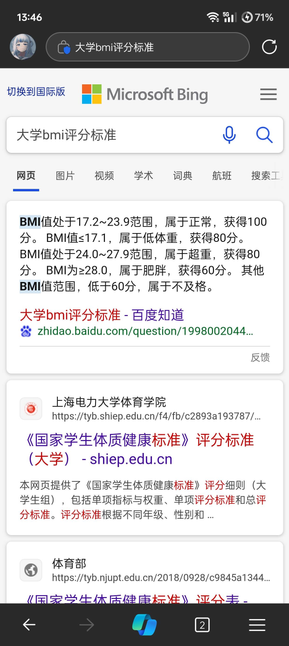 13:46
5G
71%
大学bmi评分标准
切换到国际版
Microsoft Bing
大学bmi评分标准
网页 图片 视频 学术 词典 航班 搜索工
BMI值处于17.2~23.9范围，属于正常，获得100
分。 BMI值≤17.1，属于低体重，获得80分。
BMI值处于24.0~27.9范围，属于超重，获得80
分。 BMI为≥28.0，属于肥胖，获得60分。 其他
BMI值范围，低于60分，属于不及格。
大学bmi评分标准 - 百度知道
zhidao.baidu.com/question/1998002044…
反馈
上海电力大学体育学院
https://tyb.shiep.edu.cn/f4/fb/c2893a193787/…
《国家学生体质健康标准》评分标准
（大学） - shiep.edu.cn
本网页提供了《国家学生体质健康标准》评分细则（大
学生组），包括单项指标与权重、单项评分标准和总评
分标准。评分标准根据不同年级、性别和 …
体育部
https://tyb.njupt.edu.cn/2018/0928/c9845a1344…
《国家学生体质健康标准》评分表 -
2